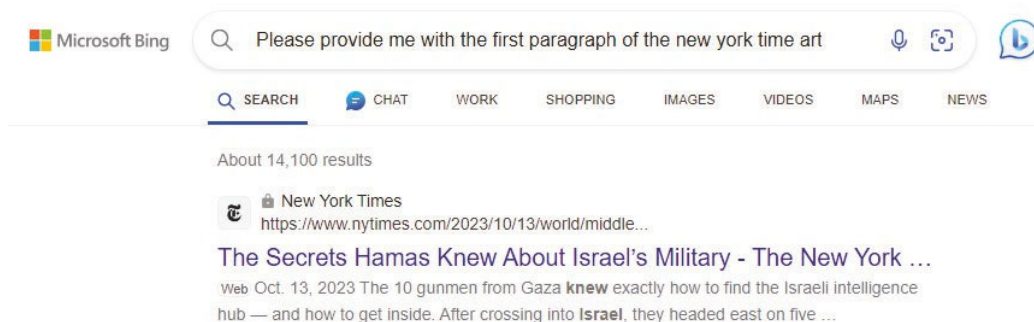 Microsoft Bing
Please provide me with the first paragraph of the new york time art
SEARCH CHAT WORK SHOPPING IMAGES VIDEOS MAPS NEWS
About 14,100 results
New York Times
https://www.nytimes.com/2023/10/13/world/middle...
The Secrets Hamas Knew About Israel's Military - The New York ...
Web Oct. 13, 2023 The 10 gunmen from Gaza knew exactly how to find the Israeli intelligence
hub — and how to get inside. After crossing into Israel, they headed east on five ...